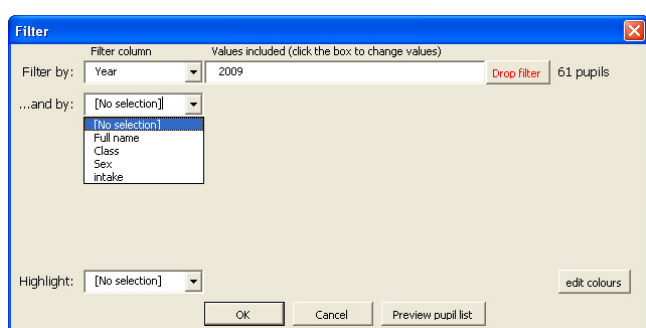 Filter
Filter column Values included (click the box to change values)
Filter by: Year 2009 Drop filter 61 pupils
...and by: [No selection]
[No selection]
Full name
Class
Sex
intake
Highlight: [No selection] edit colours
OK Cancel Preview pupil list